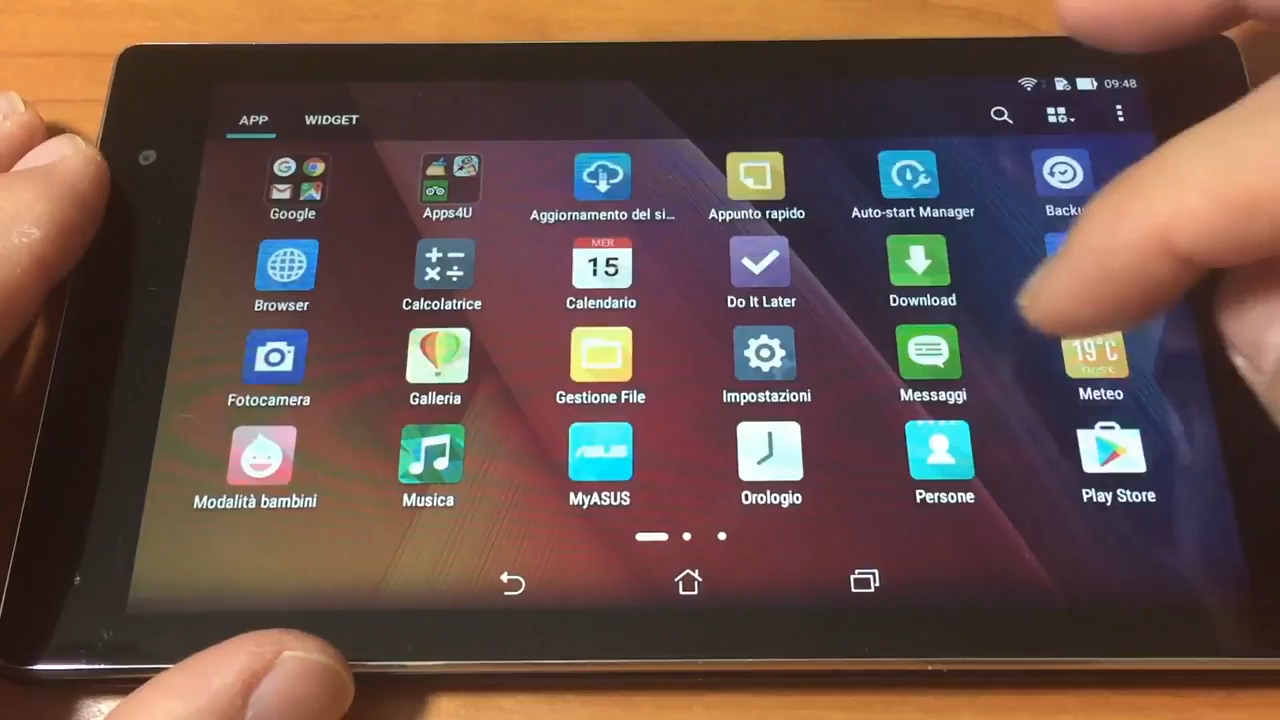 09:48
APP WIDGET
Google Apps4U Aggiornamento del si... Appunto rapido Auto-start Manager
MER
15
Browser Calcolatrice Calendario Do It Later Download
19°C
Fotocamera Galleria Gestione File Impostazioni Messaggi Meteo
ASUS
Modalità bambini Musica MyASUS Orologio Persone Play Store